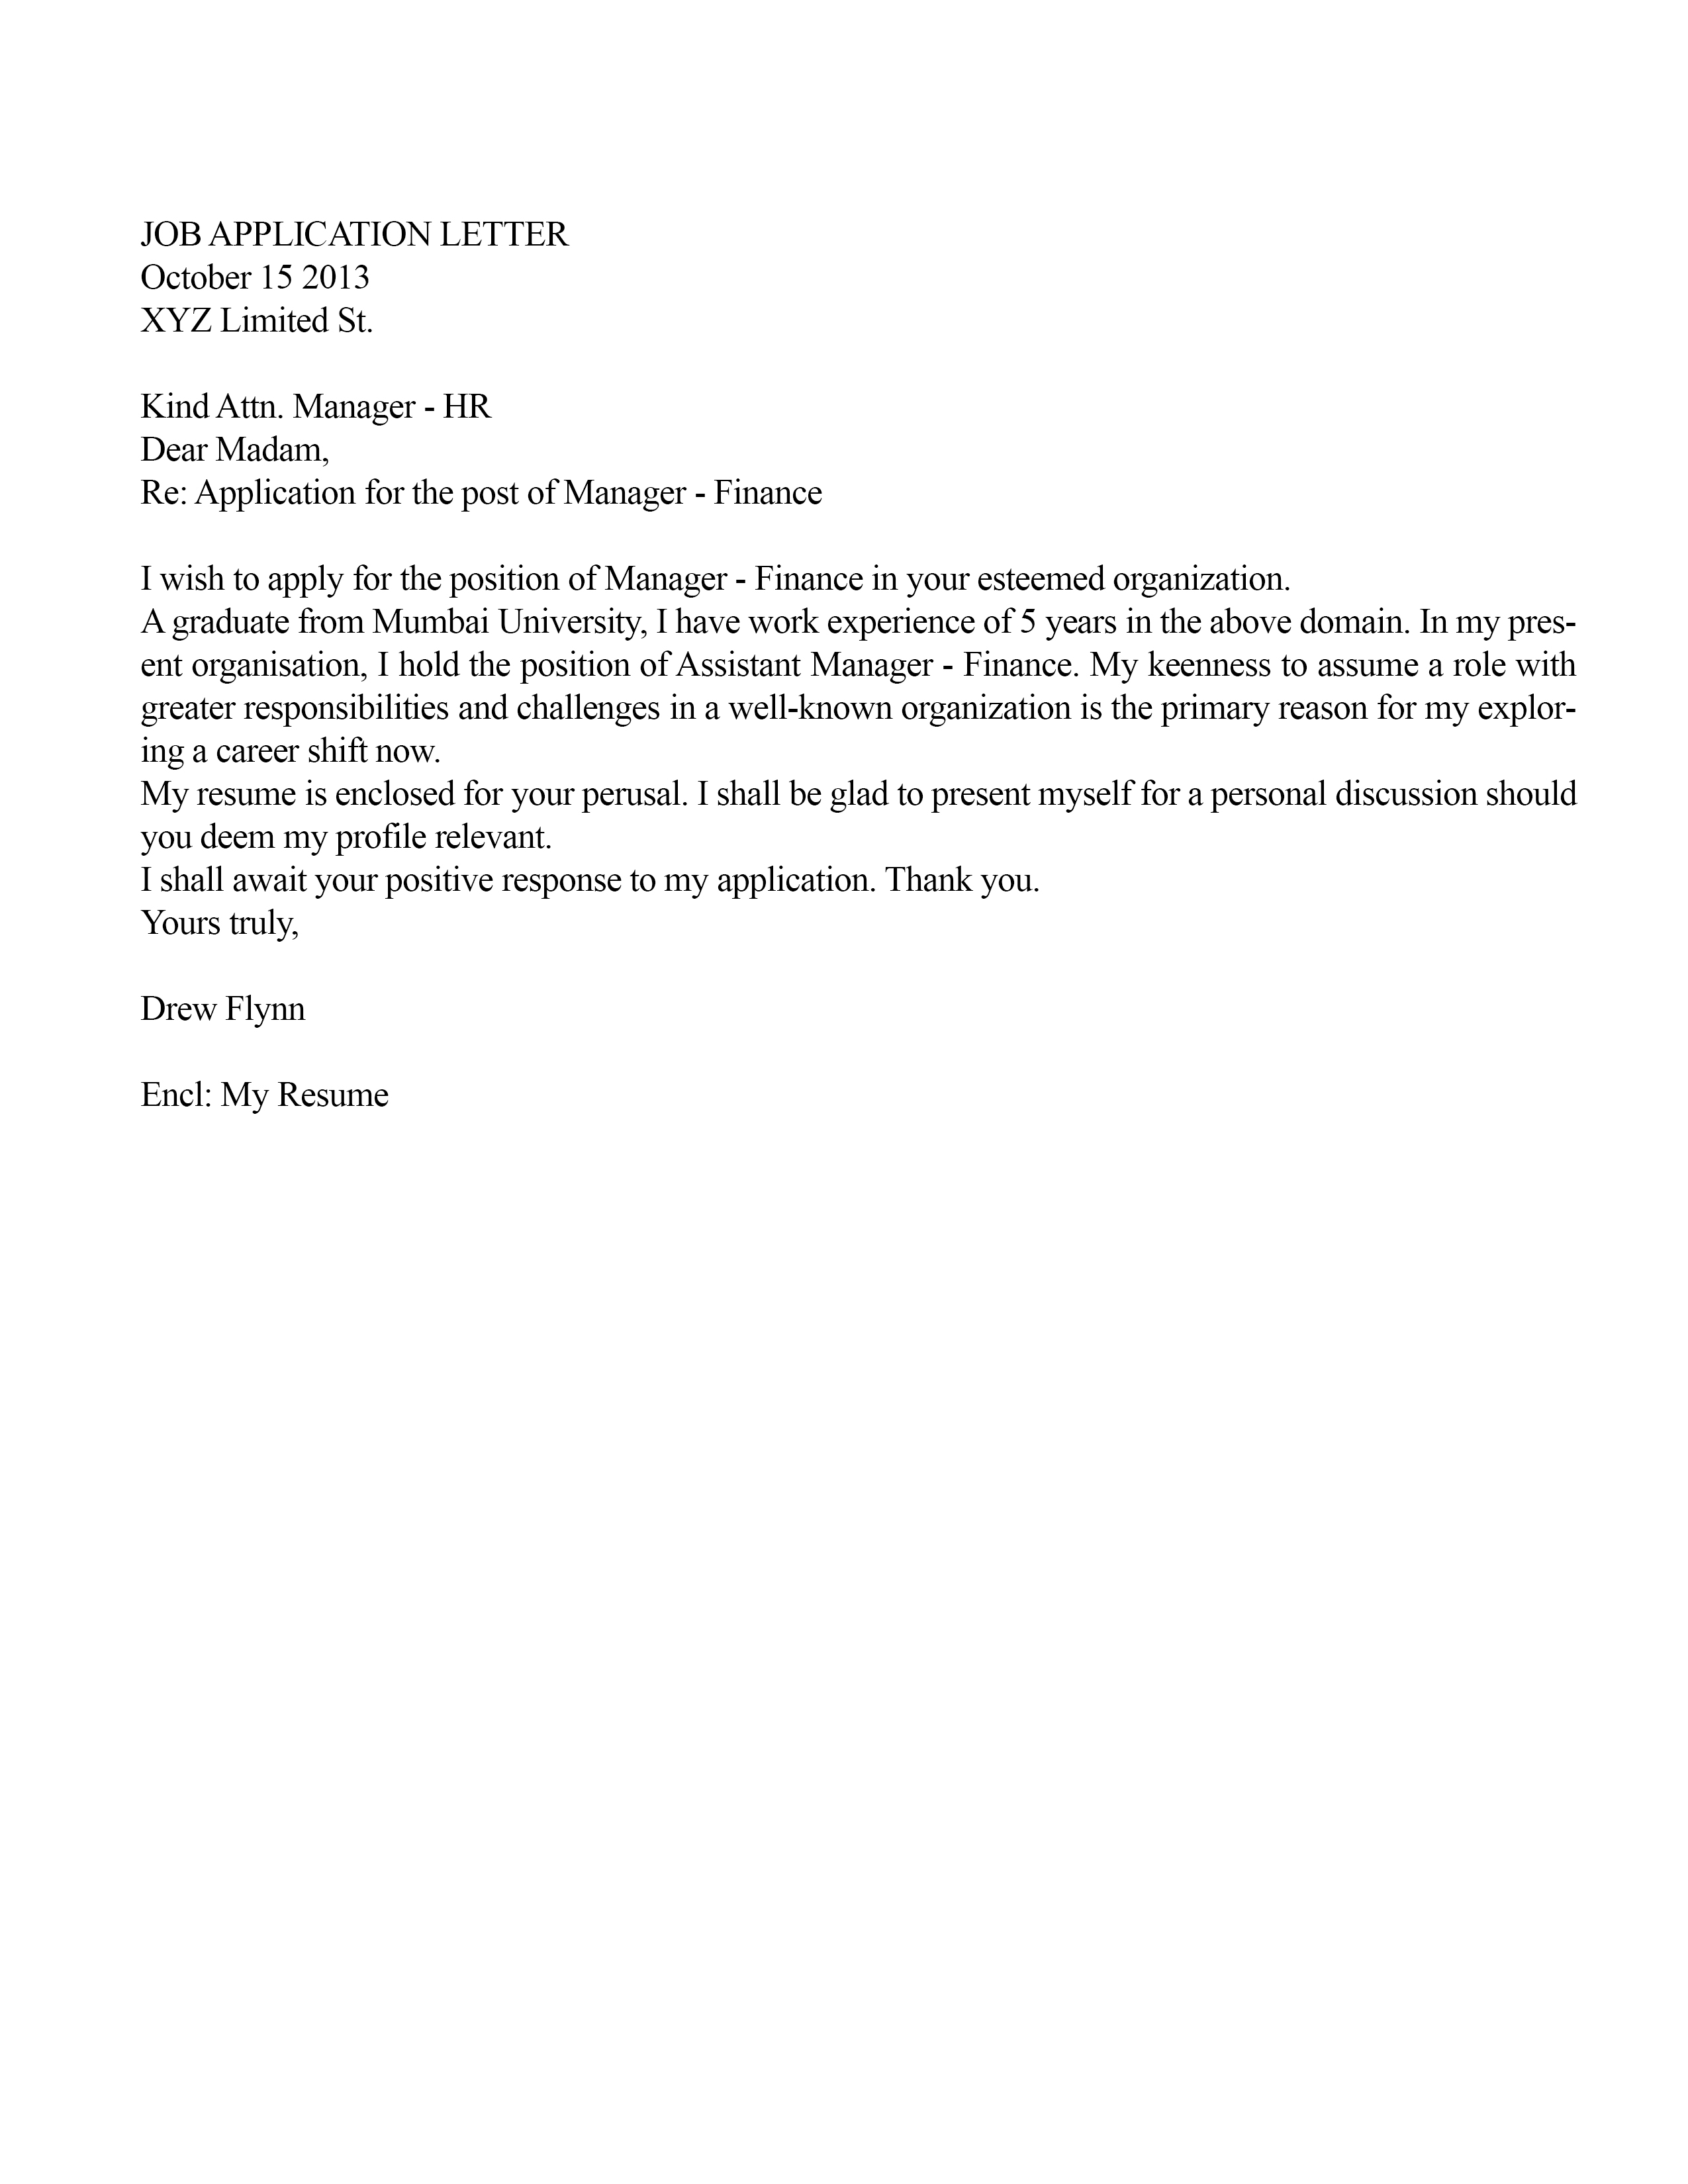 JOB APPLICATION LETTER
October 15 2013
XYZ Limited St.
Kind Attn. Manager - HR
Dear Madam,
Re: Application for the post of Manager - Finance
I wish to apply for the position of Manager - Finance in your esteemed organization.
A graduate from Mumbai University, I have work experience of 5 years in the above domain. In my pres-
ent organisation, I hold the position of Assistant Manager - Finance. My keenness to assume a role with
greater responsibilities and challenges in a well-known organization is the primary reason for my explor-
ing a career shift now.
My resume is enclosed for your perusal. I shall be glad to present myself for a personal discussion should
you deem my profile relevant.
I shall await your positive response to my application. Thank you.
Yours truly,
Drew Flynn
Encl: My Resume